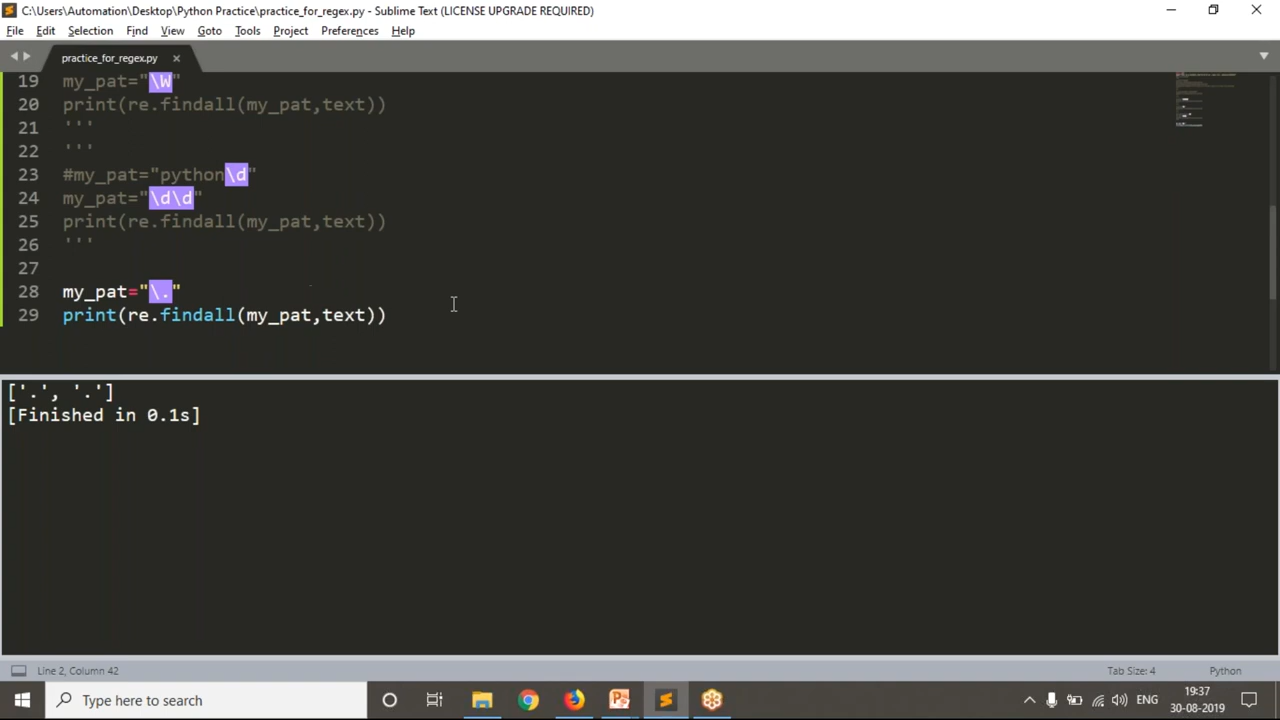 C:\Users\Automation\Desktop\Python Practice\practice_for_regex.py - Sublime Text (LICENSE UPGRADE REQUIRED)
File Edit Selection Find View Goto Tools Project Preferences Help
practice_for_regex.py
19 my_pat="\W"
20 print(re.findall(my_pat,text))
21 '''
22 '''
23 #my_pat="python\d"
24 my_pat="\d\d"
25 print(re.findall(my_pat,text))
26 '''
27
28 my_pat="\."
29 print(re.findall(my_pat,text))
['.', '.']
[Finished in 0.1s]
Line 2, Column 42 Tab Size: 4 Python
Type here to search ENG 19:37
30-08-2019